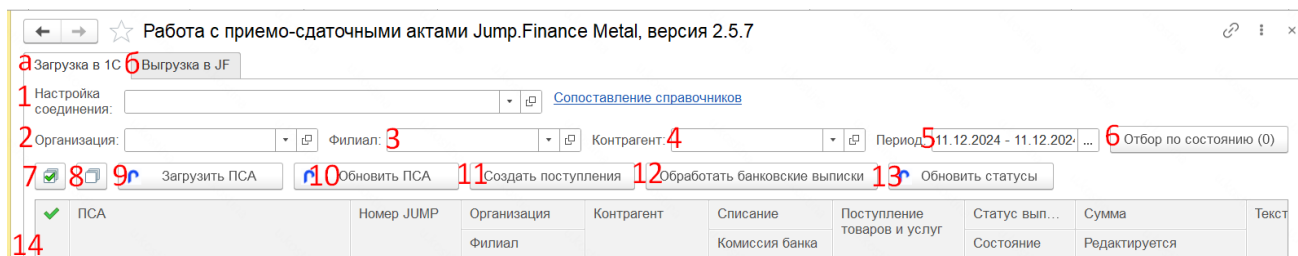 Работа с приемо-сдаточными актами Jump.Finance Metal, версия 2.5.7
а Загрузка в 1С б Выгрузка в JF
1 Настройка соединения: Сопоставление справочников
2 Организация: Филиал: 3 Контрагент: 4 Период: 5 11.12.2024 - 11.12.202 ... 6 Отбор по состоянию (0)
7 8 9 Загрузить ПСА 10 Обновить ПСА 11 Создать поступления 12 Обработать банковские выписки 13 Обновить статусы
ПСА Номер JUMP Организация Контрагент Списание Поступление товаров и услуг Статус вып... Сумма Текст
14 Филиал Комиссия банка Состояние Редактируется